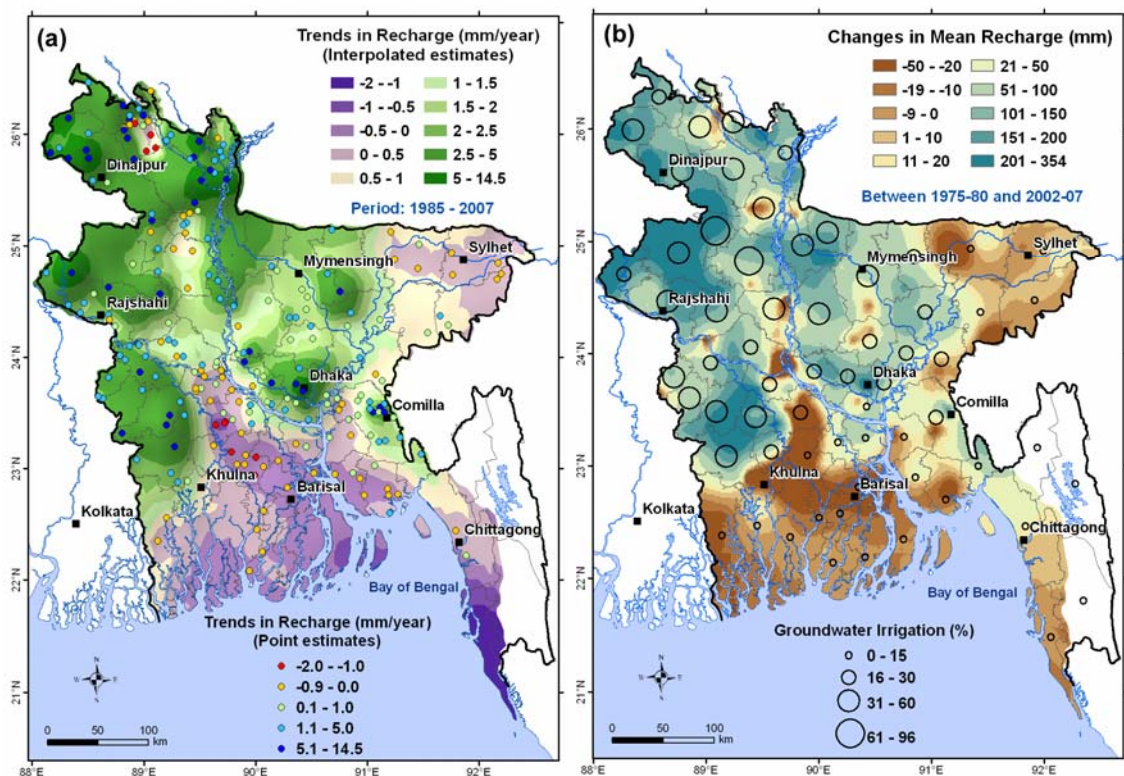 (a)
Trends in Recharge (mm/year)
(Interpolated estimates)
-2 - -1
-1 - -0.5
-0.5 - 0
0 - 0.5
0.5 - 1
1 - 1.5
1.5 - 2
2 - 2.5
2.5 - 5
5 - 14.5
Period: 1985 - 2007
26°N
25°N
24°N
23°N
22°N
21°N
Dinajpur
Sylhet
Mymensingh
Rajshahi
Dhaka
Comilla
Khulna
Barisal
Kolkata
Chittagong
Bay of Bengal
Trends in Recharge (mm/year)
(Point estimates)
-2.0 - -1.0
-0.9 - 0.0
0.1 - 1.0
1.1 - 5.0
5.1 - 14.5
N
W E
S
0 50 100
km
88°E 89°E 90°E 91°E 92°E
(b)
Changes in Mean Recharge (mm)
-50 - -20
-19 - -10
-9 - 0
1 - 10
11 - 20
21 - 50
51 - 100
101 - 150
151 - 200
201 - 354
Between 1975-80 and 2002-07
26°N
25°N
24°N
23°N
22°N
21°N
Dinajpur
Sylhet
Mymensingh
Rajshahi
Dhaka
Comilla
Khulna
Barisal
Kolkata
Chittagong
Bay of Bengal
Groundwater Irrigation (%)
0 - 15
16 - 30
31 - 60
61 - 96
N
W E
S
0 50 100
km
88°E 89°E 90°E 91°E 92°E